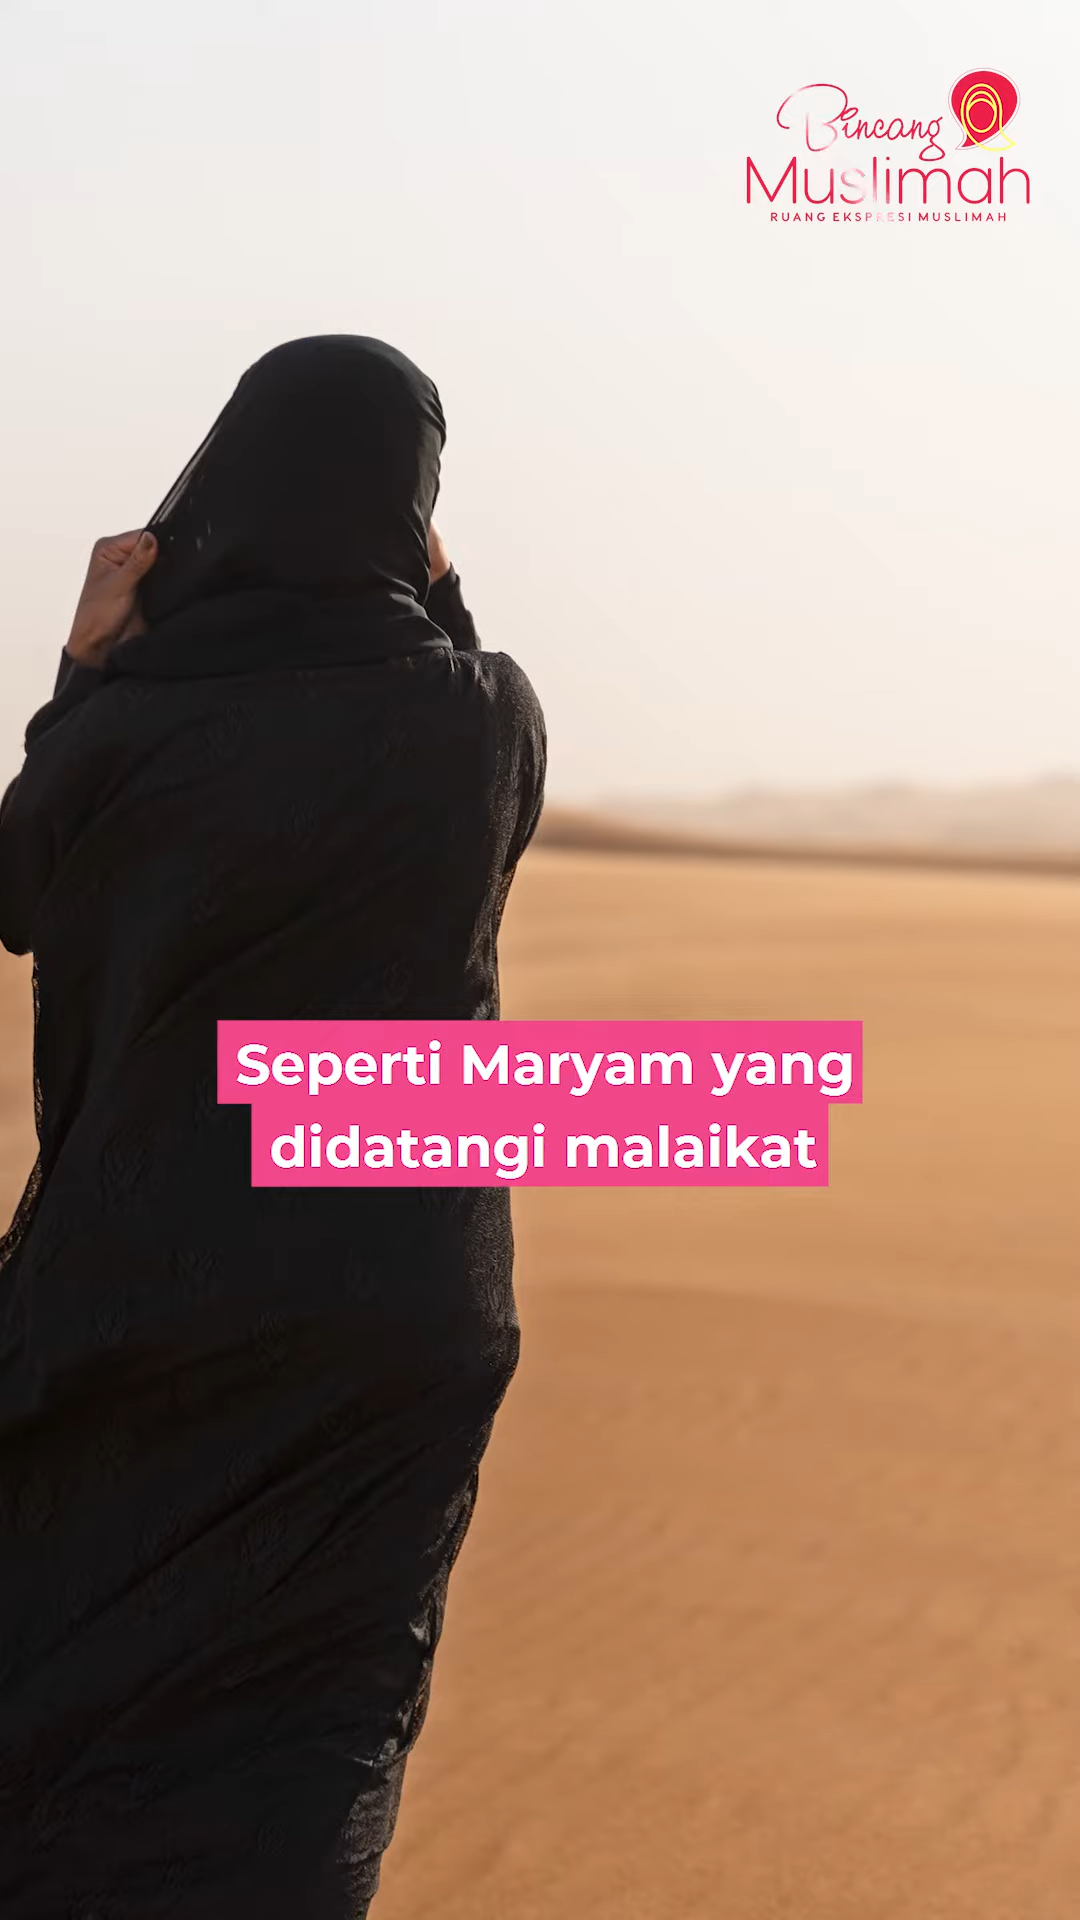 Bincang
Muslimah
RUANG EKSPRESI MUSLIMAH
Seperti Maryam yang
didatangi malaikat